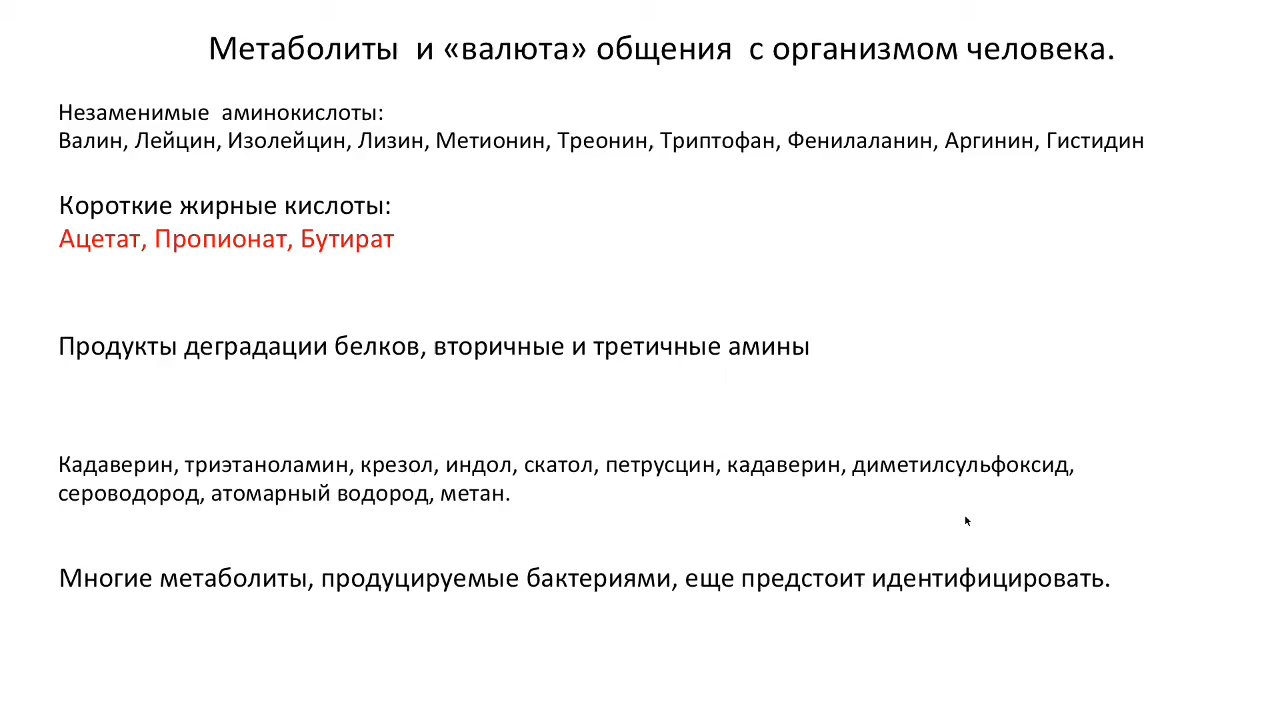 Метаболиты  и «валюта» общения  с организмом человека.
Незаменимые  аминокислоты:
Валин, Лейцин, Изолейцин, Лизин, Метионин, Треонин, Триптофан, Фенилаланин, Аргинин, Гистидин
Короткие жирные кислоты:
Ацетат, Пропионат, Бутират
Продукты деградации белков, вторичные и третичные амины
Кадаверин, триэтаноламин, крезол, индол, скатол, петрусцин, кадаверин, диметилсульфоксид,
сероводород, атомарный водород, метан.
Многие метаболиты, продуцируемые бактериями, еще предстоит идентифицировать.